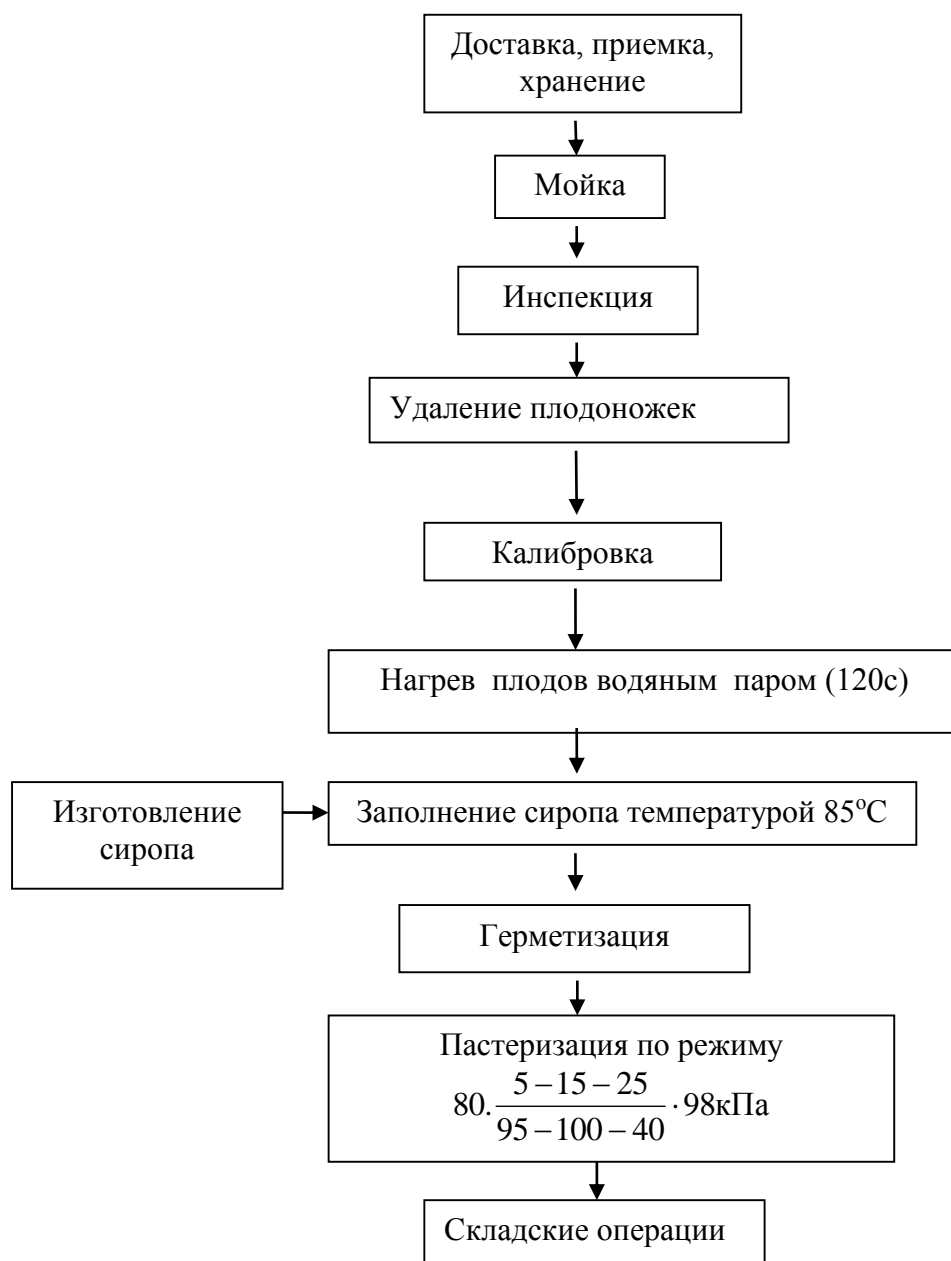 Доставка, приемка,
хранение
Мойка
Инспекция
Удаление плодоножек
Калибровка
Нагрев плодов водяным паром (120с)
Изготовление
сиропа
Заполнение сиропа температурой 85°С
Герметизация
Пастеризация по режиму
80. (5 – 15 – 25)/(95 – 100 – 40) · 98кПа
Складские операции